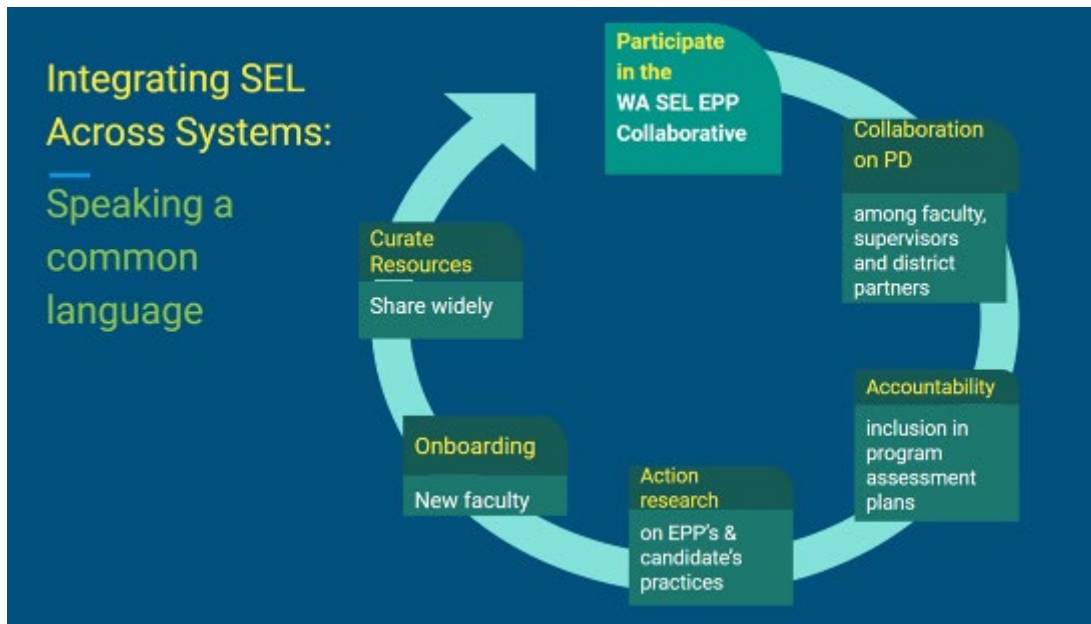 Integrating SEL
Across Systems:
Speaking a
common
language
Participate
in the
WA SEL EPP
Collaborative
Collaboration
on PD
among faculty,
supervisors
and district
partners
Accountability
inclusion in
program
assessment
plans
Action
research
on EPP's &
candidate's
practices
Onboarding
New faculty
Curate
Resources
Share widely